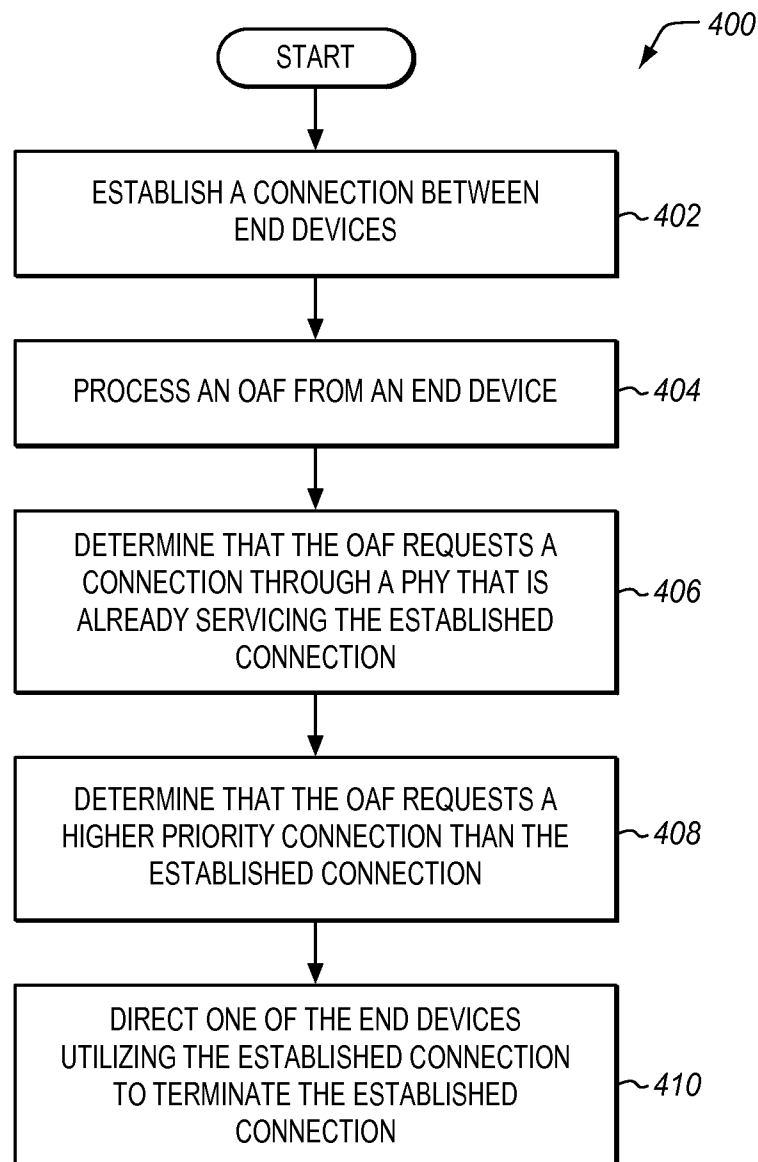 400
START
ESTABLISH A CONNECTION BETWEEN
END DEVICES
402
PROCESS AN OAF FROM AN END DEVICE
404
DETERMINE THAT THE OAF REQUESTS A
CONNECTION THROUGH A PHY THAT IS
ALREADY SERVICING THE ESTABLISHED
CONNECTION
406
DETERMINE THAT THE OAF REQUESTS A
HIGHER PRIORITY CONNECTION THAN THE
ESTABLISHED CONNECTION
408
DIRECT ONE OF THE END DEVICES
UTILIZING THE ESTABLISHED CONNECTION
TO TERMINATE THE ESTABLISHED
CONNECTION
410